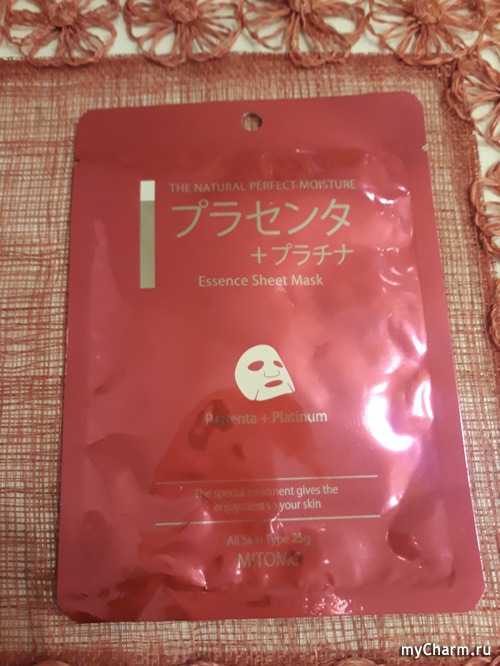 THE NATURAL PERFECT MOISTURE
プラセンタ
+プラチナ
Essence Sheet Mask
Placenta + Platinum
The special treatment gives the
enjoyment to your skin
All Skin Type 25g
MITOMO
myCharm.ru